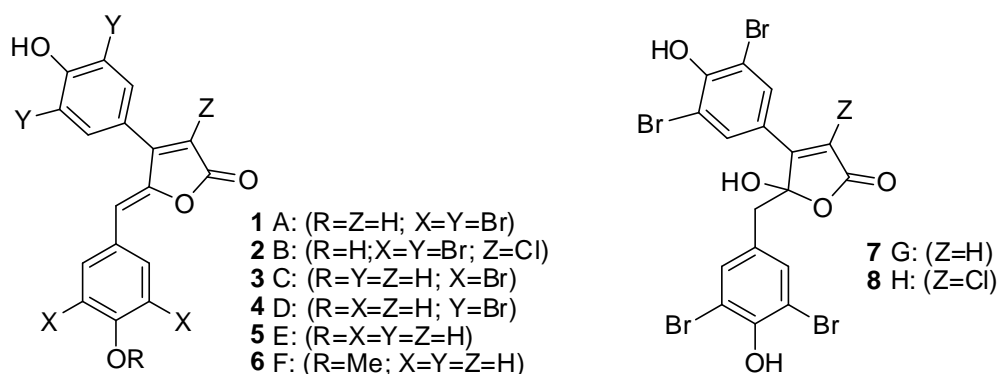 Y
HO
Y
Z
O
O
X
X
OR
1 A: (R=Z=H; X=Y=Br)
2 B: (R=H;X=Y=Br; Z=Cl)
3 C: (R=Y=Z=H; X=Br)
4 D: (R=X=Z=H; Y=Br)
5 E: (R=X=Y=Z=H)
6 F: (R=Me; X=Y=Z=H)
Br
HO
Br
Z
HO
O
O
Br
Br
OH
7 G: (Z=H)
8 H: (Z=Cl)